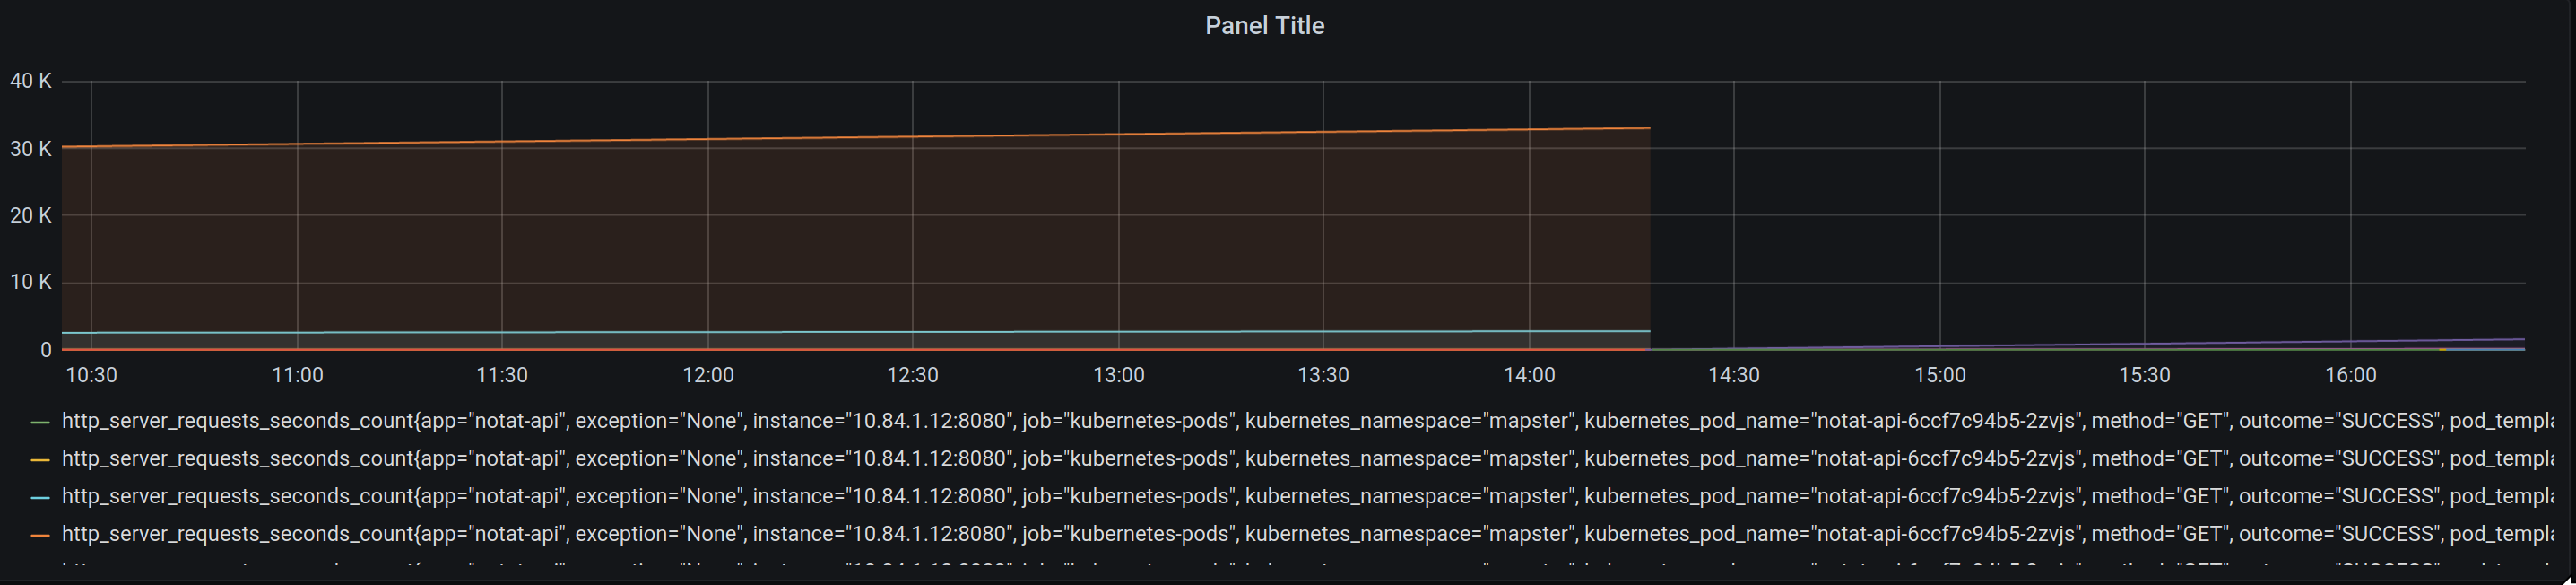 Panel Title
40 K
30 K
20 K
10 K
0
10:30 11:00 11:30 12:00 12:30 13:00 13:30 14:00 14:30 15:00 15:30 16:00
http_server_requests_seconds_count{app="notat-api", exception="None", instance="10.84.1.12:8080", job="kubernetes-pods", kubernetes_namespace="mapster", kubernetes_pod_name="notat-api-6ccf7c94b5-2zvjs", method="GET", outcome="SUCCESS", pod_templa
http_server_requests_seconds_count{app="notat-api", exception="None", instance="10.84.1.12:8080", job="kubernetes-pods", kubernetes_namespace="mapster", kubernetes_pod_name="notat-api-6ccf7c94b5-2zvjs", method="GET", outcome="SUCCESS", pod_templa
http_server_requests_seconds_count{app="notat-api", exception="None", instance="10.84.1.12:8080", job="kubernetes-pods", kubernetes_namespace="mapster", kubernetes_pod_name="notat-api-6ccf7c94b5-2zvjs", method="GET", outcome="SUCCESS", pod_templa
http_server_requests_seconds_count{app="notat-api", exception="None", instance="10.84.1.12:8080", job="kubernetes-pods", kubernetes_namespace="mapster", kubernetes_pod_name="notat-api-6ccf7c94b5-2zvjs", method="GET", outcome="SUCCESS", pod_templa